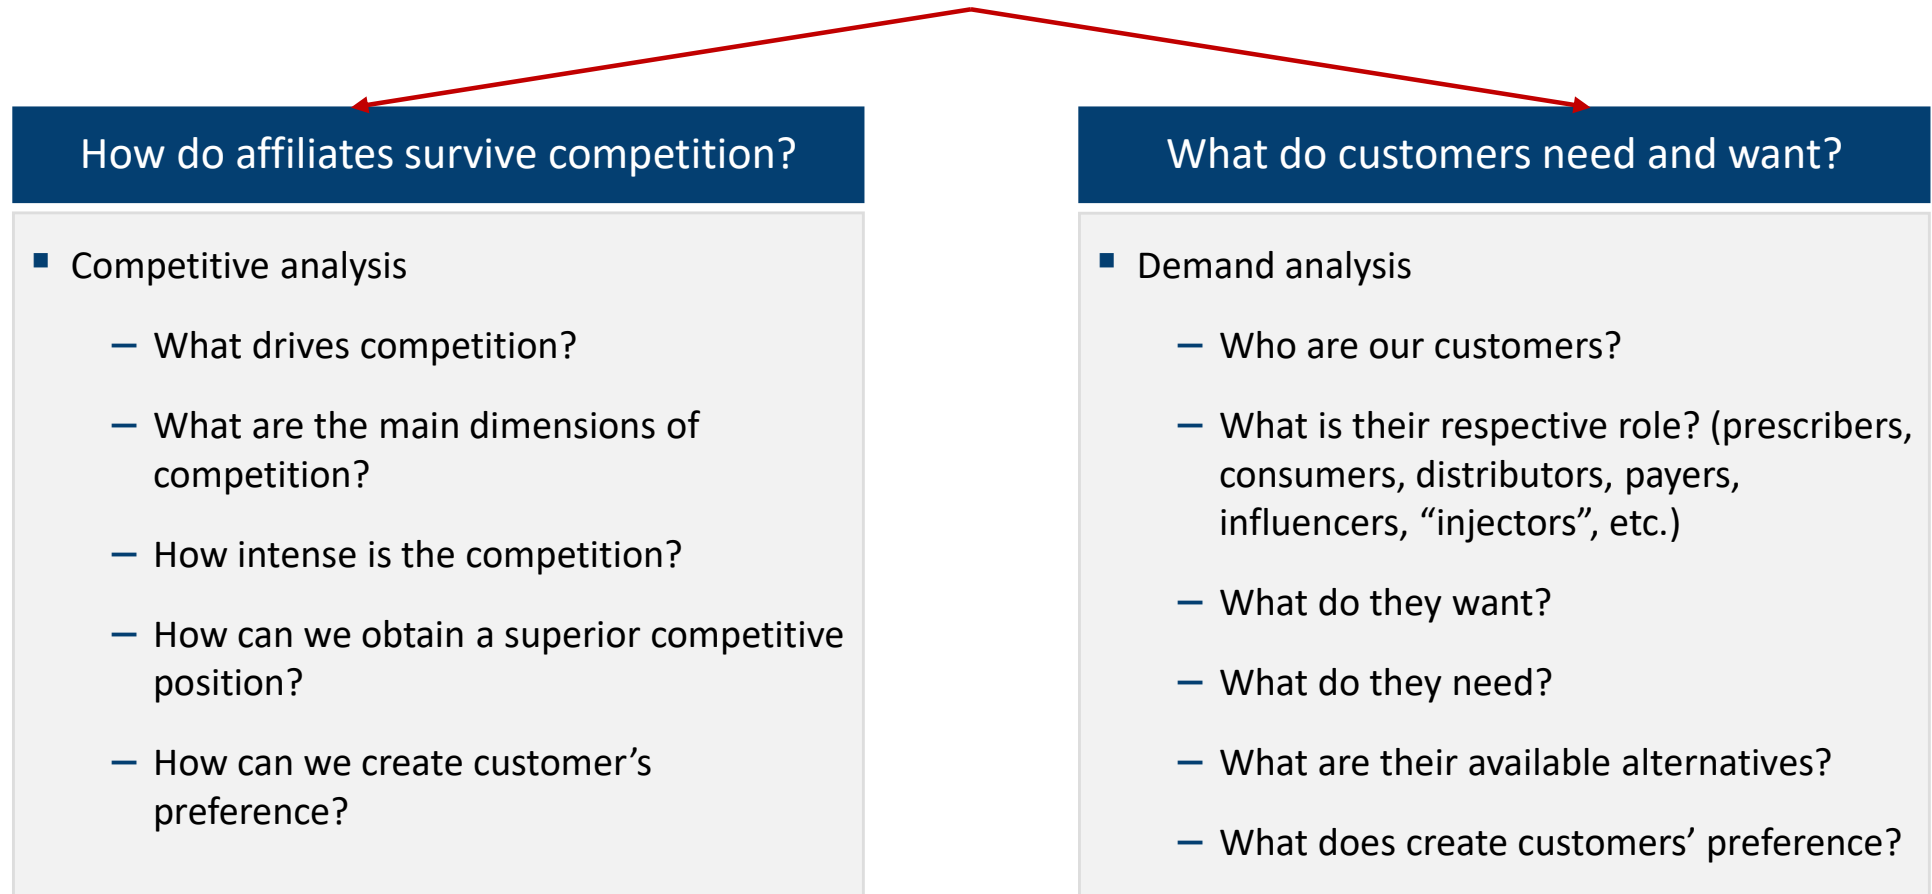 How do affiliates survive competition?
■ Competitive analysis
– What drives competition?
– What are the main dimensions of
competition?
– How intense is the competition?
– How can we obtain a superior competitive
position?
– How can we create customer’s
preference?
What do customers need and want?
■ Demand analysis
– Who are our customers?
– What is their respective role? (prescribers,
consumers, distributors, payers,
influencers, “injectors”, etc.)
– What do they want?
– What do they need?
– What are their available alternatives?
– What does create customers’ preference?